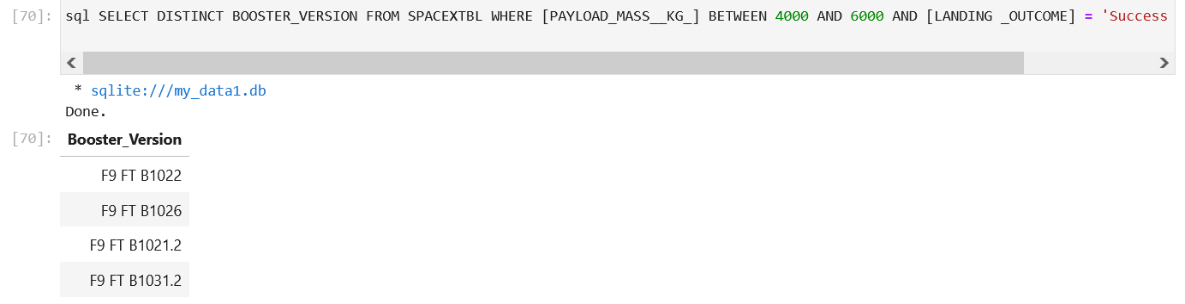 [70]: sql SELECT DISTINCT BOOSTER_VERSION FROM SPACEXTBL WHERE [PAYLOAD_MASS__KG_] BETWEEN 4000 AND 6000 AND [LANDING _OUTCOME] = 'Success
* sqlite:///my_data1.db
Done.
[70]: Booster_Version
F9 FT B1022
F9 FT B1026
F9 FT B1021.2
F9 FT B1031.2